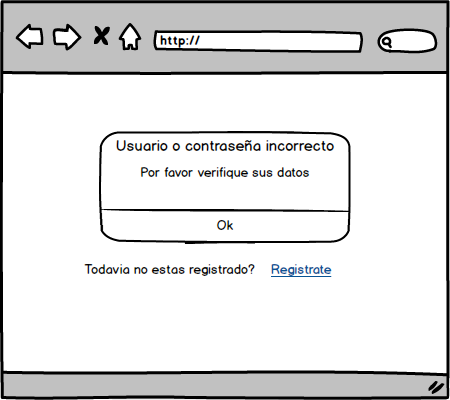 http://
Usuario o contraseña incorrecto
Por favor verifique sus datos
Ok
Todavia no estas registrado? Registrate